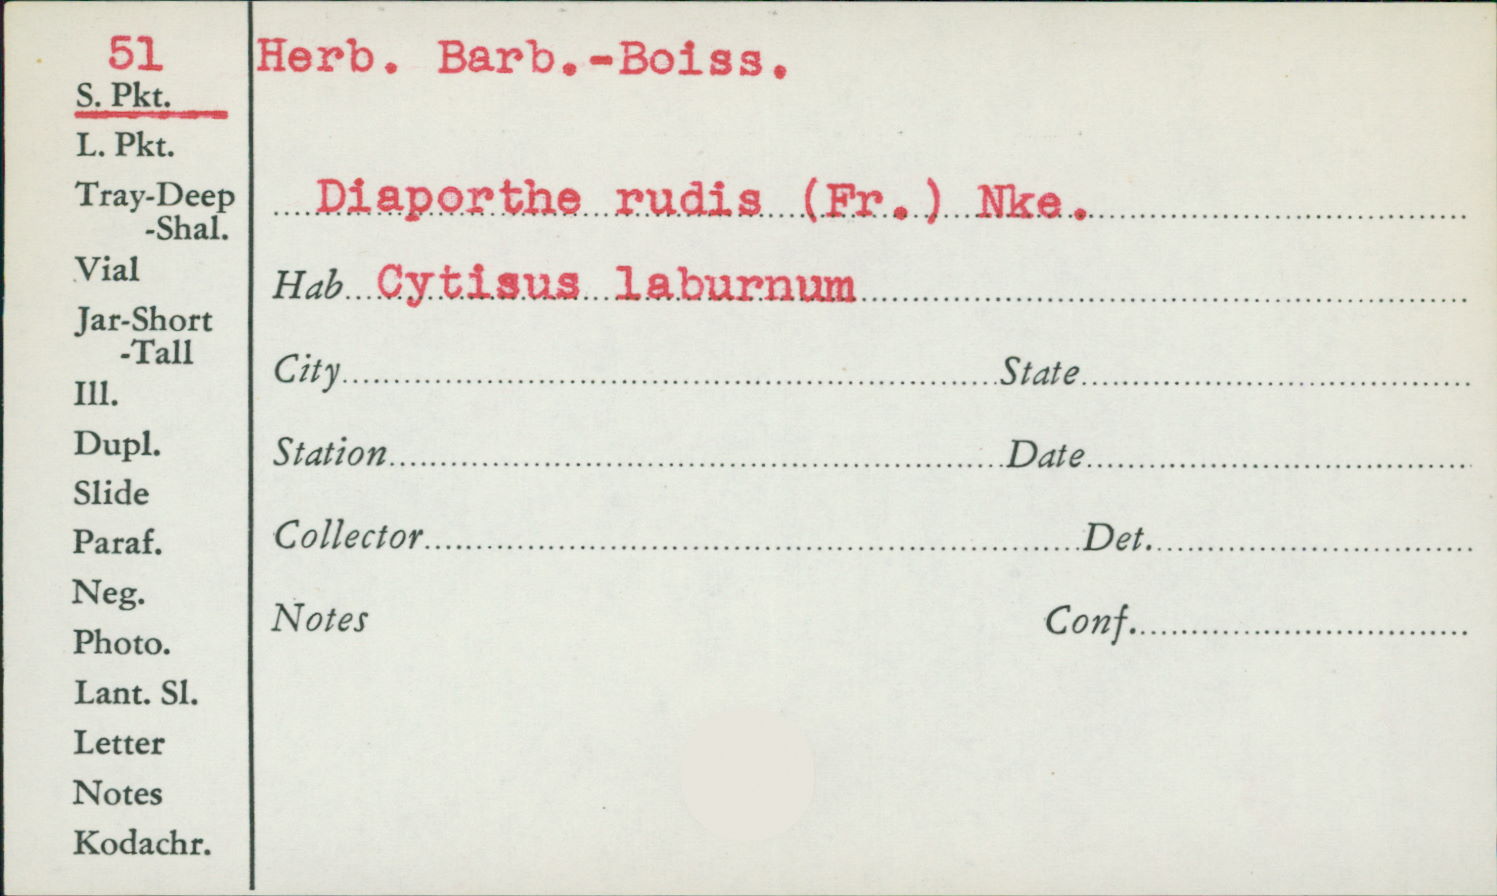 51
S. Pkt.
L. Pkt.
Tray-Deep
-Shal.
Vial
Jar-Short
-Tall
Ill.
Dupl.
Slide
Paraf.
Neg.
Photo.
Lant. Sl.
Letter
Notes
Kodachr.
Herb. Barb.-Boiss.
Diaporthe rudis (Fr.) Nke.
Hab Cytisus laburnum
City State
Station Date
Collector Det.
Notes Conf.